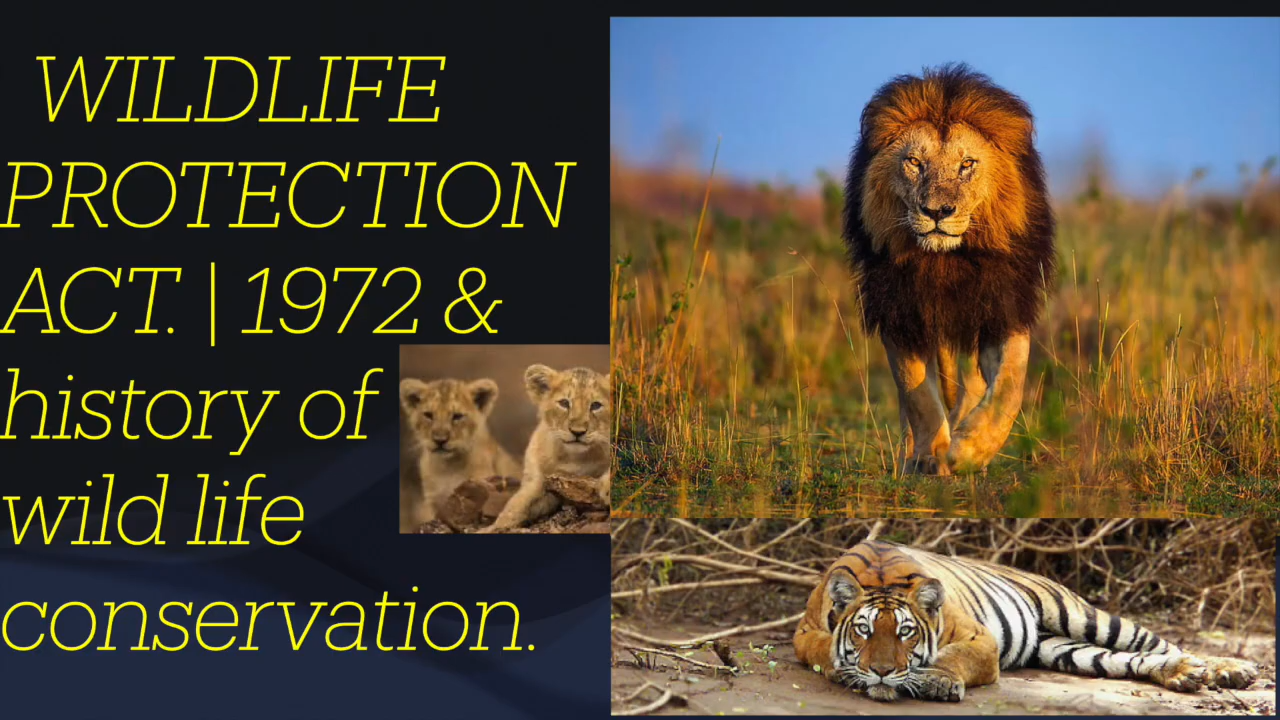 WILDLIFE
PROTECTION
ACT. | 1972 &
history of
wild life
conservation.